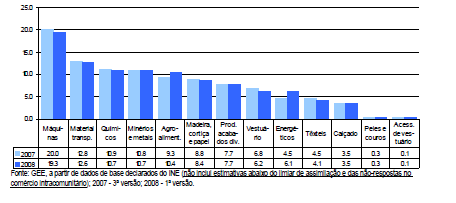 25.0
20.0
15.0
10.0
5.0
0.0
Máqui- nas Material transp. Quími- cos Minérios e metais Agro- aliment. Madeira, cortiça e papel Prod. acaba- dos div. Vestuá- rio Energé- ticos Têxteis Calçado Peles e couros Acess. de ves- tuário
2007 20.0 12.8 10.9 10.8 9.3 8.8 7.7 6.8 4.5 4.5 3.5 0.3 0.1
2008 19.3 12.6 10.7 10.7 10.4 8.4 7.7 6.2 6.1 4.1 3.5 0.3 0.1
Fonte: GEE, a partir de dados de base declarados do INE (não inclui estimativas abaixo do limiar de assimilação e das não-respostas no
comércio intracomunitário); 2007 - 3ª versão; 2008 - 1ª versão.